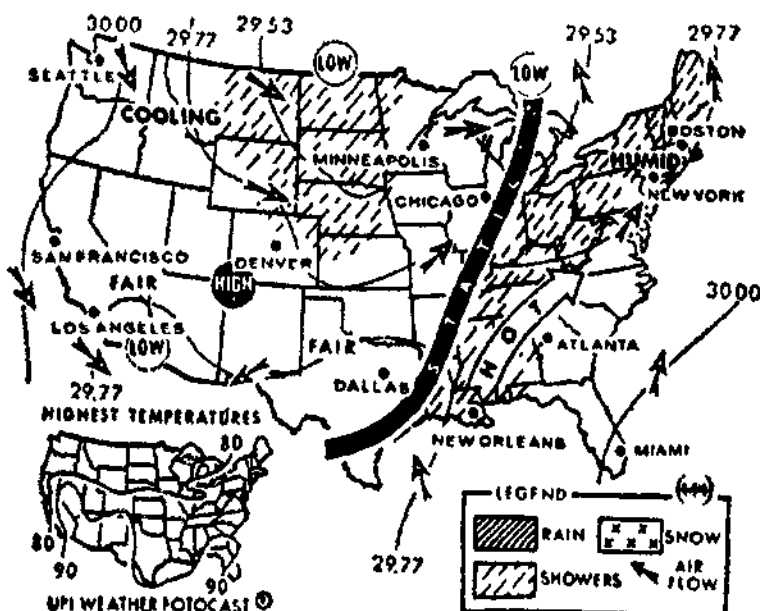 30.00 29.77 29.53 29.53 29.77
LOW LOW
SEATTLE
COOLING
BOSTON
MINNEAPOLIS HUMID
CHICAGO NEW YORK
SAN FRANCISCO DENVER
FAIR HIGH
30.00
LOS ANGELES
LOW FAIR HOT ATLANTA
DALLAS
29.77
HIGHEST TEMPERATURES NEW ORLEANS MIAMI
80
LEGEND
RAIN SNOW
80 90 29.77
SHOWERS AIR FLOW
90
UPI WEATHER FOTOCAST ®